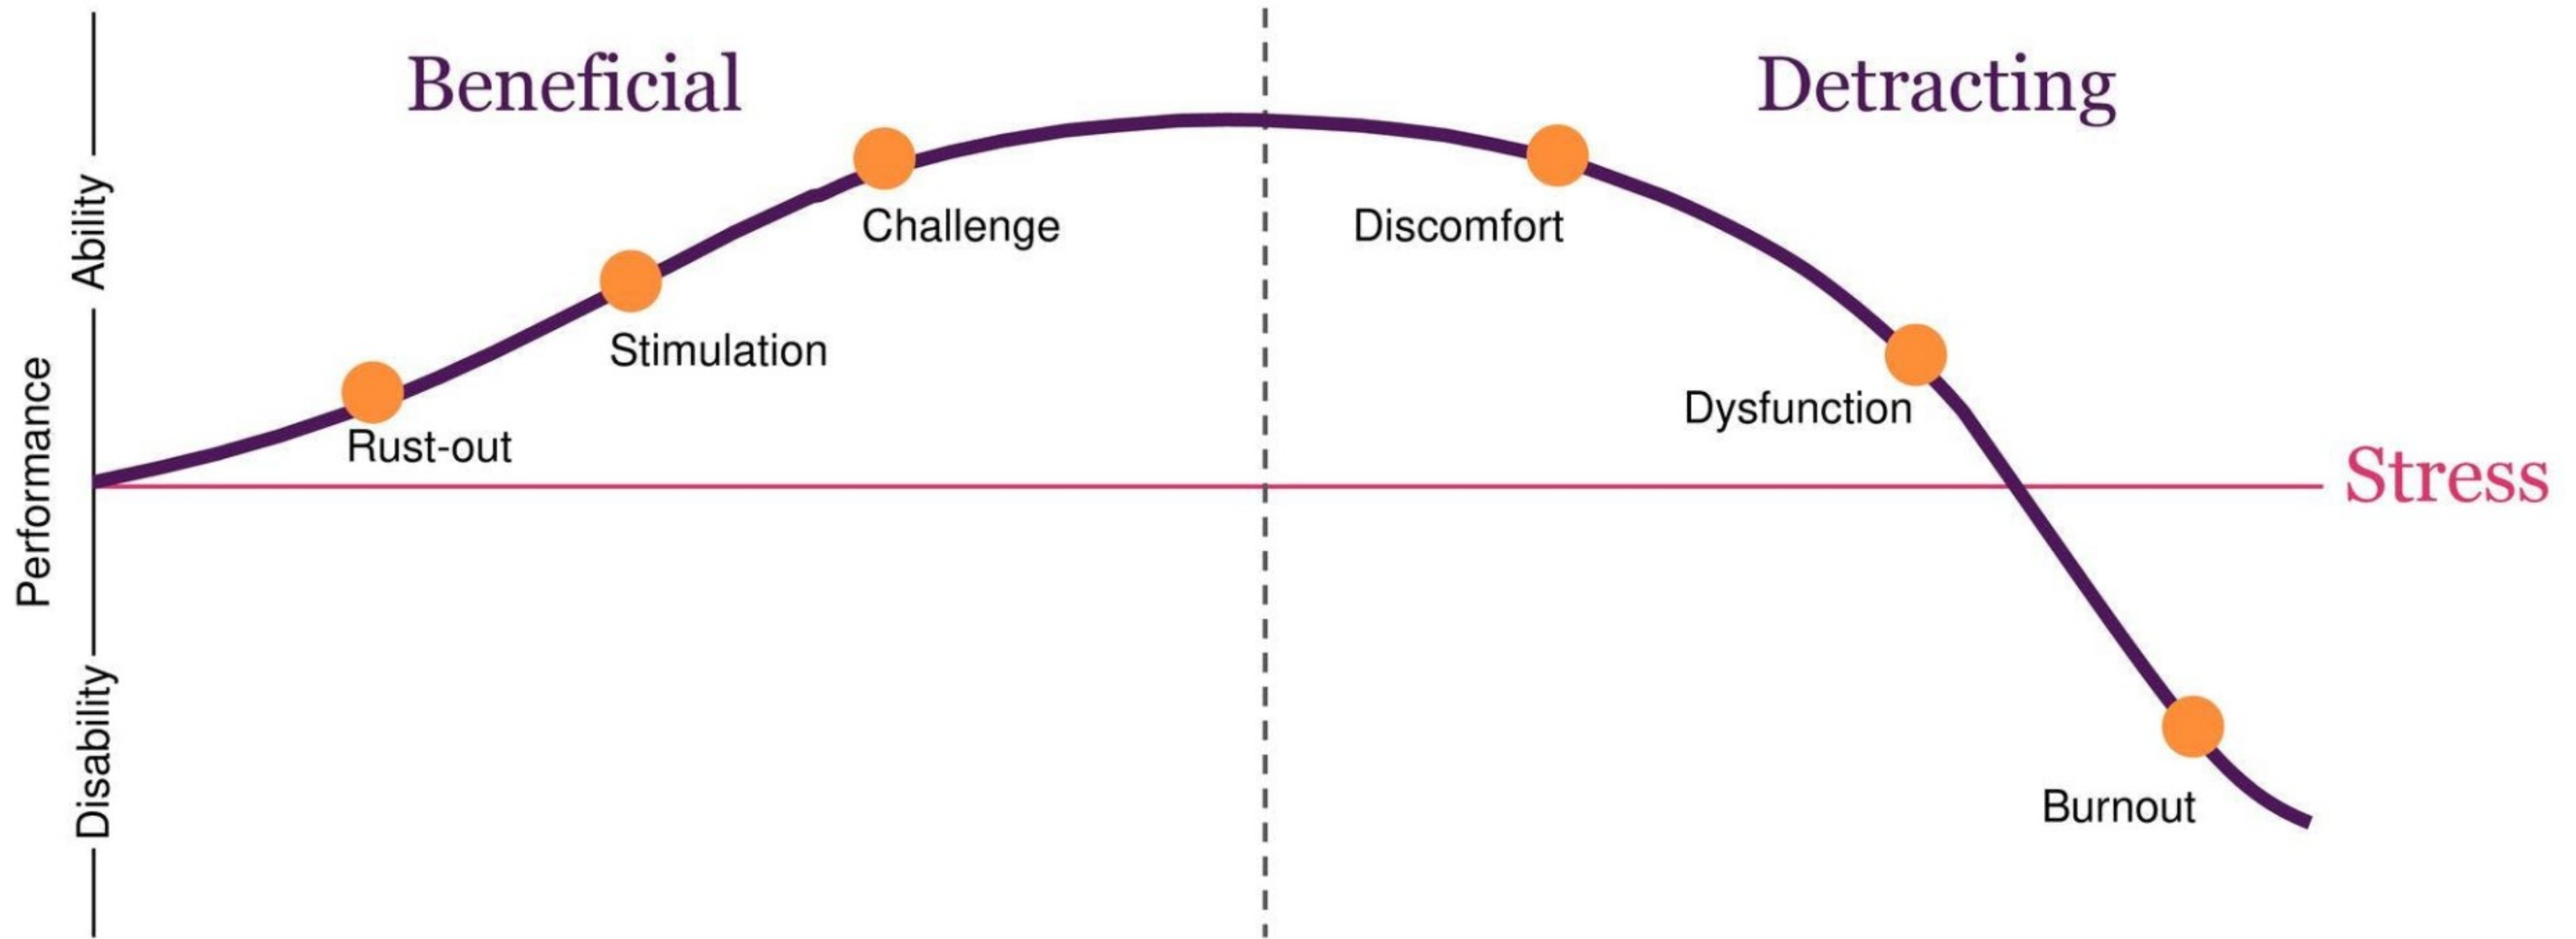 Beneficial
Detracting
Ability
Performance
Disability
Challenge
Discomfort
Stimulation
Dysfunction
Rust-out
Stress
Burnout